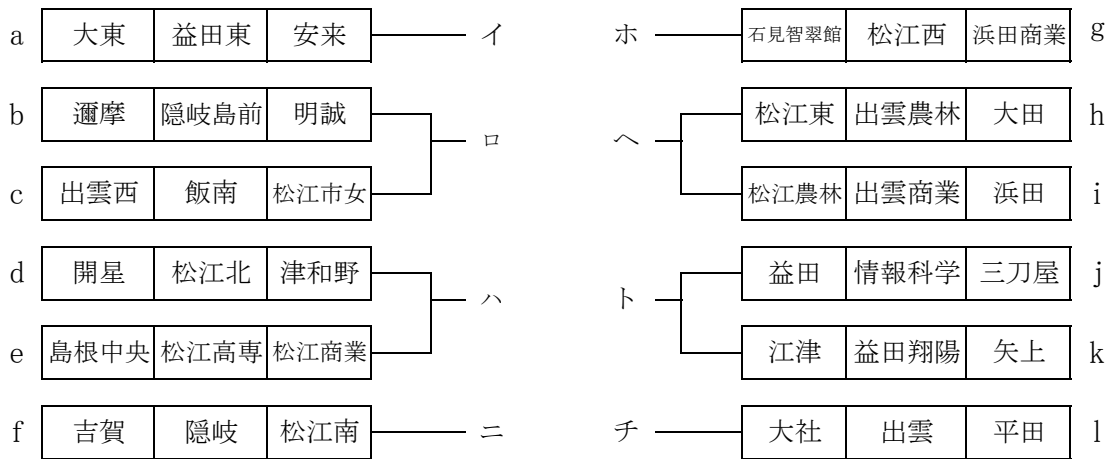 a 大東 益田東 安来 イ
b 邇摩 隠岐島前 明誠
ロ
c 出雲西 飯南 松江市女
d 開星 松江北 津和野
ハ
e 島根中央 松江高専 松江商業
f 吉賀 隠岐 松江南 ニ
ホ 石見智翠館 松江西 浜田商業 g
松江東 出雲農林 大田 h
ヘ
松江農林 出雲商業 浜田 i
益田 情報科学 三刀屋 j
ト
江津 益田翔陽 矢上 k
チ 大社 出雲 平田 l